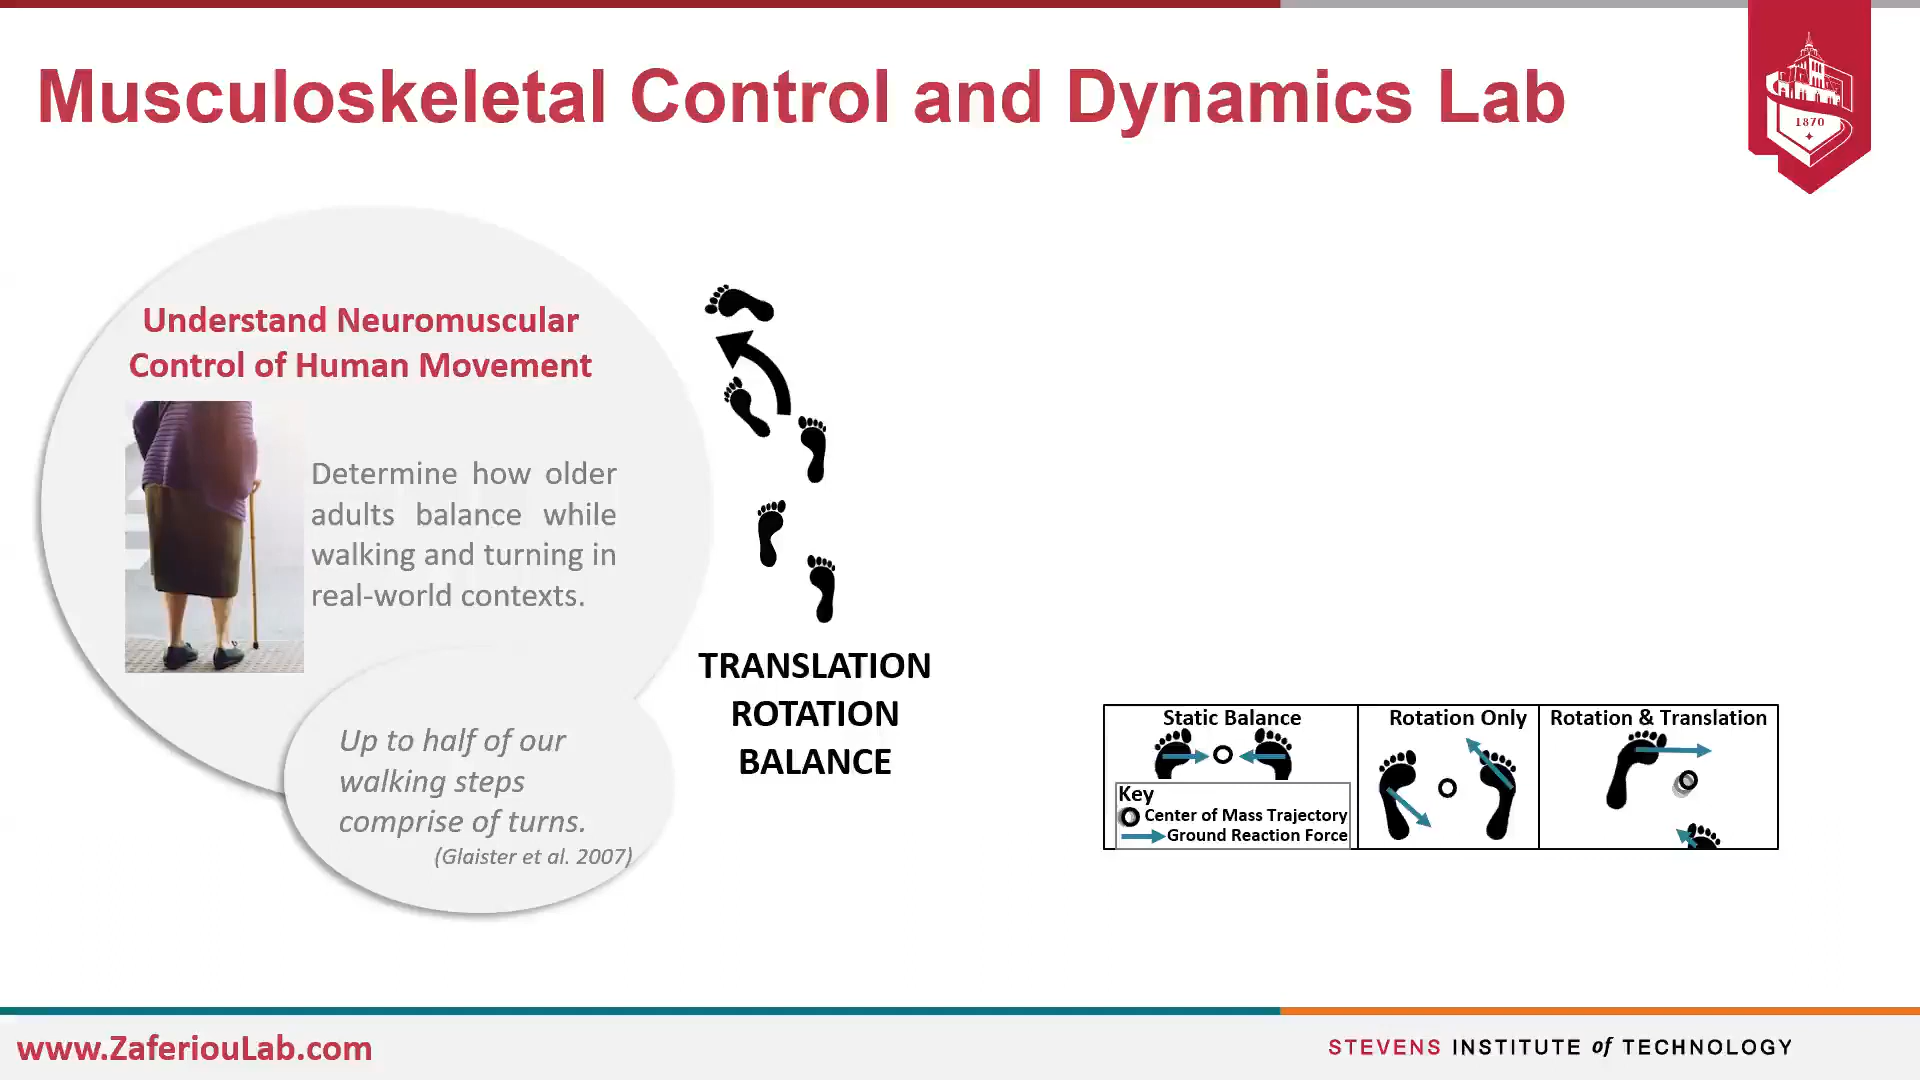 Musculoskeletal Control and Dynamics Lab
1870
Understand Neuromuscular
Control of Human Movement
Determine how older
adults balance while
walking and turning in
real-world contexts.
Up to half of our
walking steps
comprise of turns.
(Glaister et al. 2007)
TRANSLATION
ROTATION
BALANCE
Static Balance
Key
Center of Mass Trajectory
Ground Reaction Force
Rotation Only
Rotation & Translation
www.ZaferiouLab.com
STEVENS INSTITUTE of TECHNOLOGY